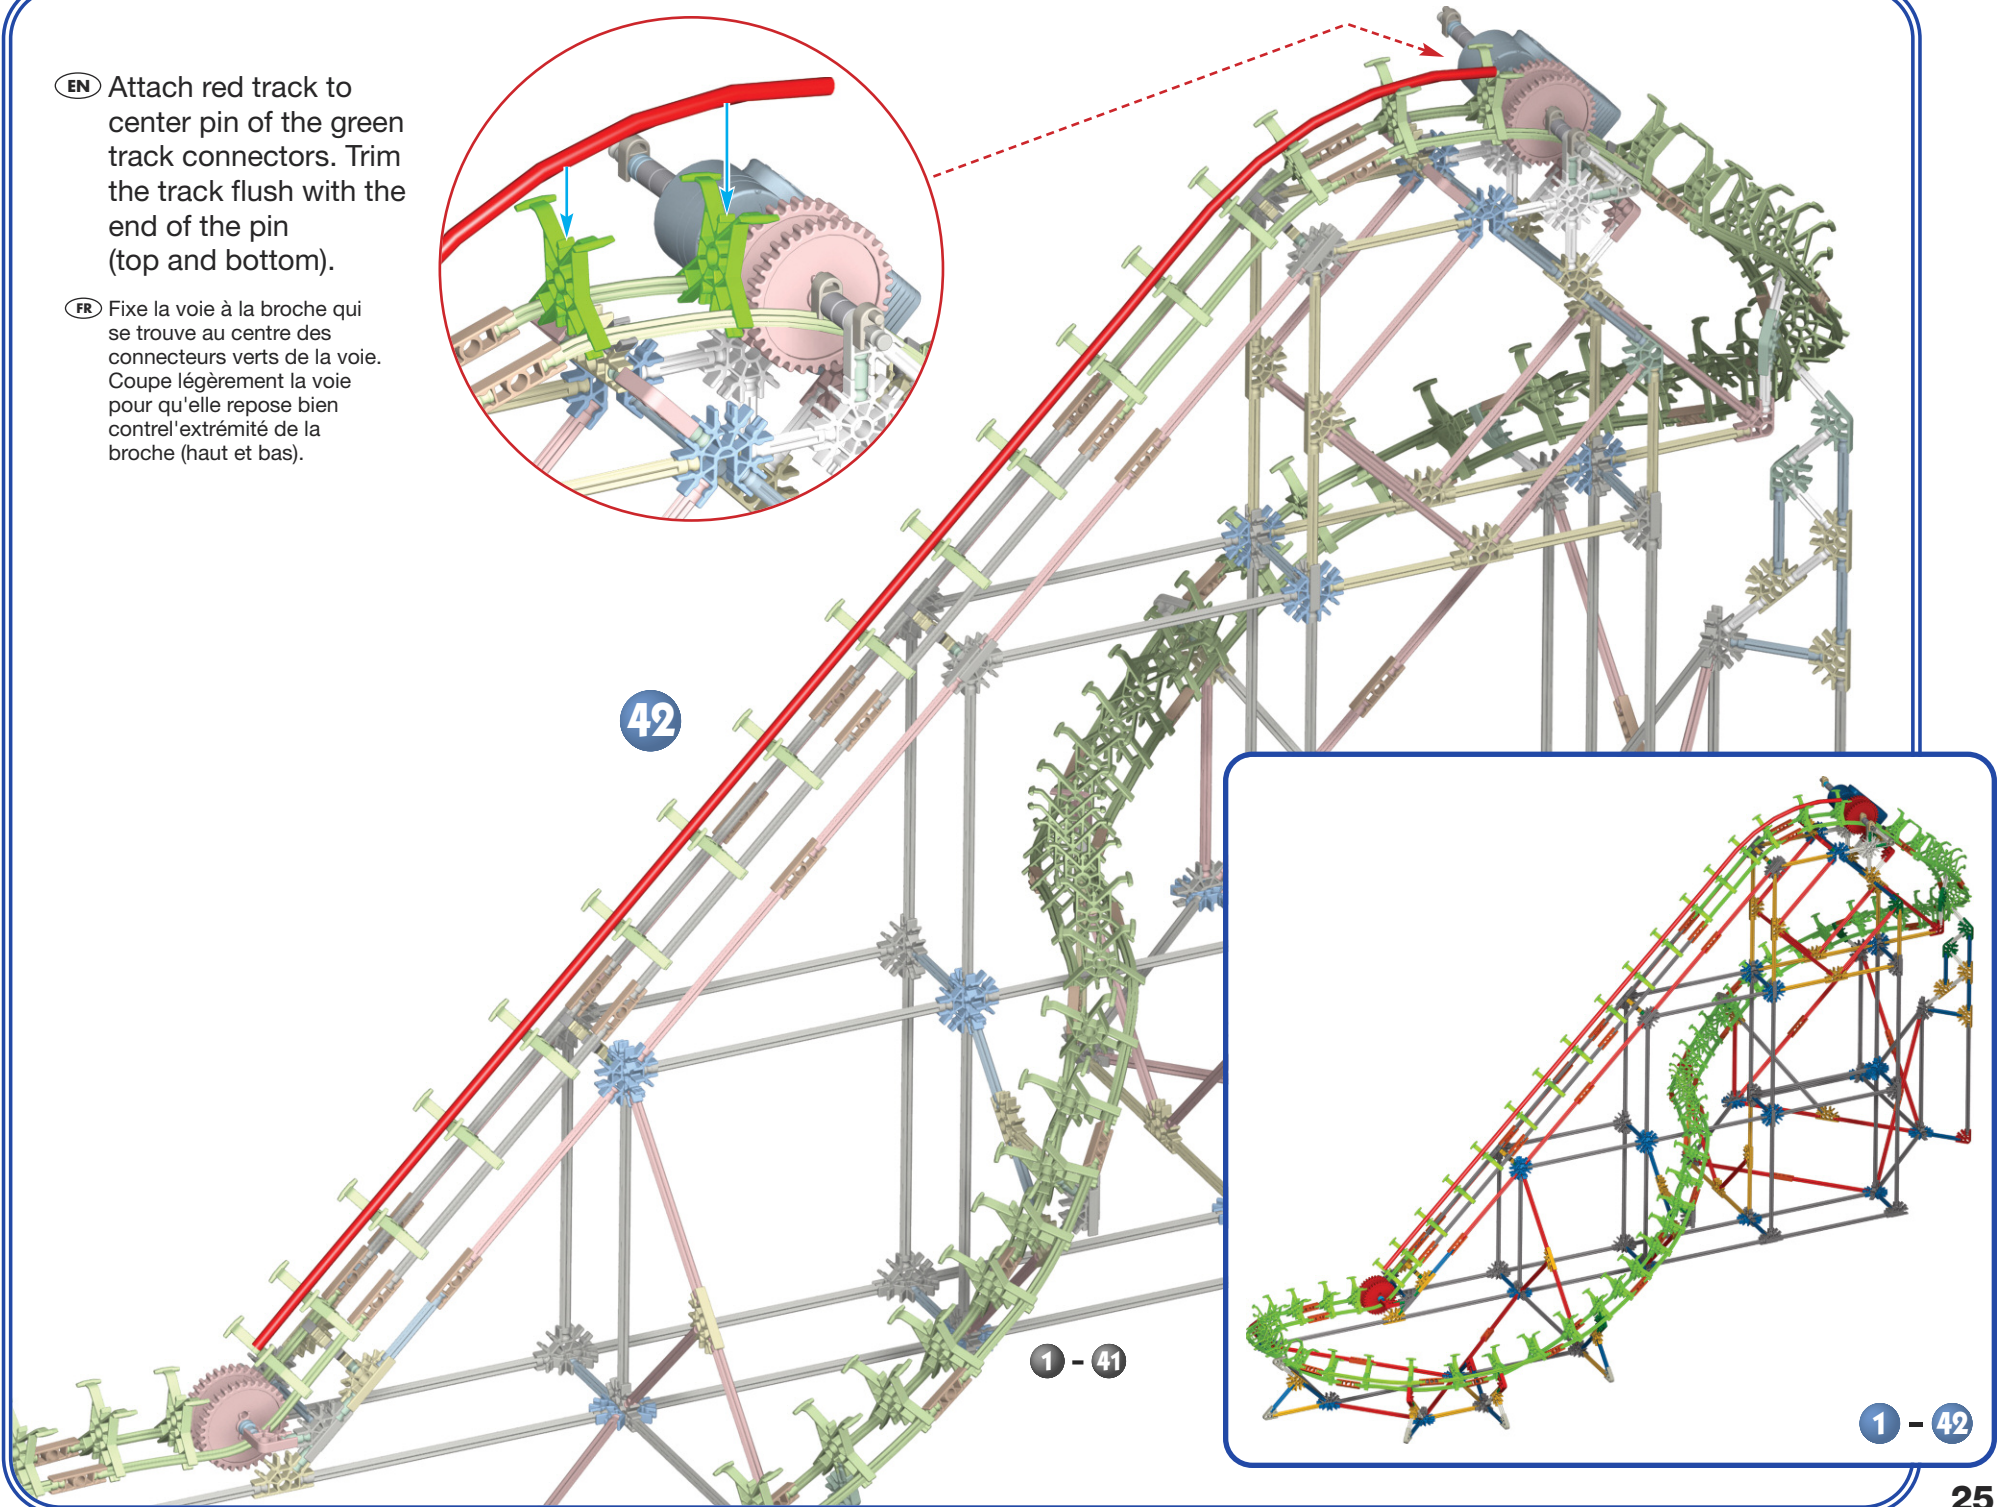 EN Attach red track to
center pin of the green
track connectors. Trim
the track flush with the
end of the pin
(top and bottom).
FR Fixe la voie à la broche qui
se trouve au centre des
connecteurs verts de la voie.
Coupe légèrement la voie
pour qu'elle repose bien
contrel'extrémité de la
broche (haut et bas).
42
1 - 41
1 - 42
25